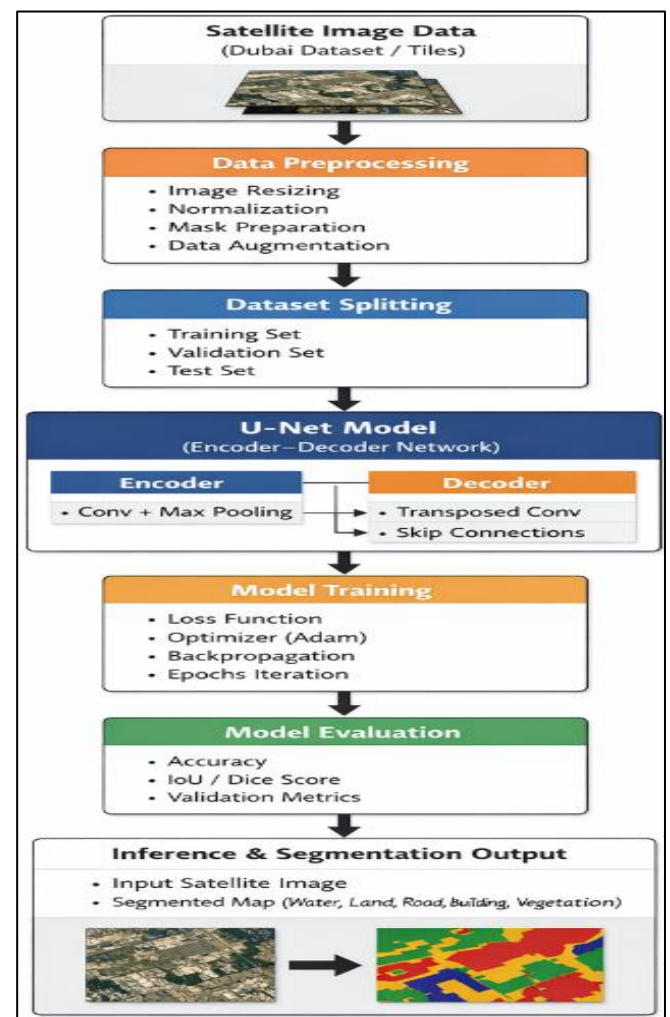 Satellite Image Data
(Dubai Dataset / Tiles)
Data Preprocessing
• Image Resizing
• Normalization
• Mask Preparation
• Data Augmentation
Dataset Splitting
• Training Set
• Validation Set
• Test Set
U-Net Model
(Encoder–Decoder Network)
Encoder
• Conv + Max Pooling
Decoder
• Transposed Conv
• Skip Connections
Model Training
• Loss Function
• Optimizer (Adam)
• Backpropagation
• Epochs Iteration
Model Evaluation
• Accuracy
• IoU / Dice Score
• Validation Metrics
Inference & Segmentation Output
• Input Satellite Image
• Segmented Map (Water, Land, Road, Building, Vegetation)